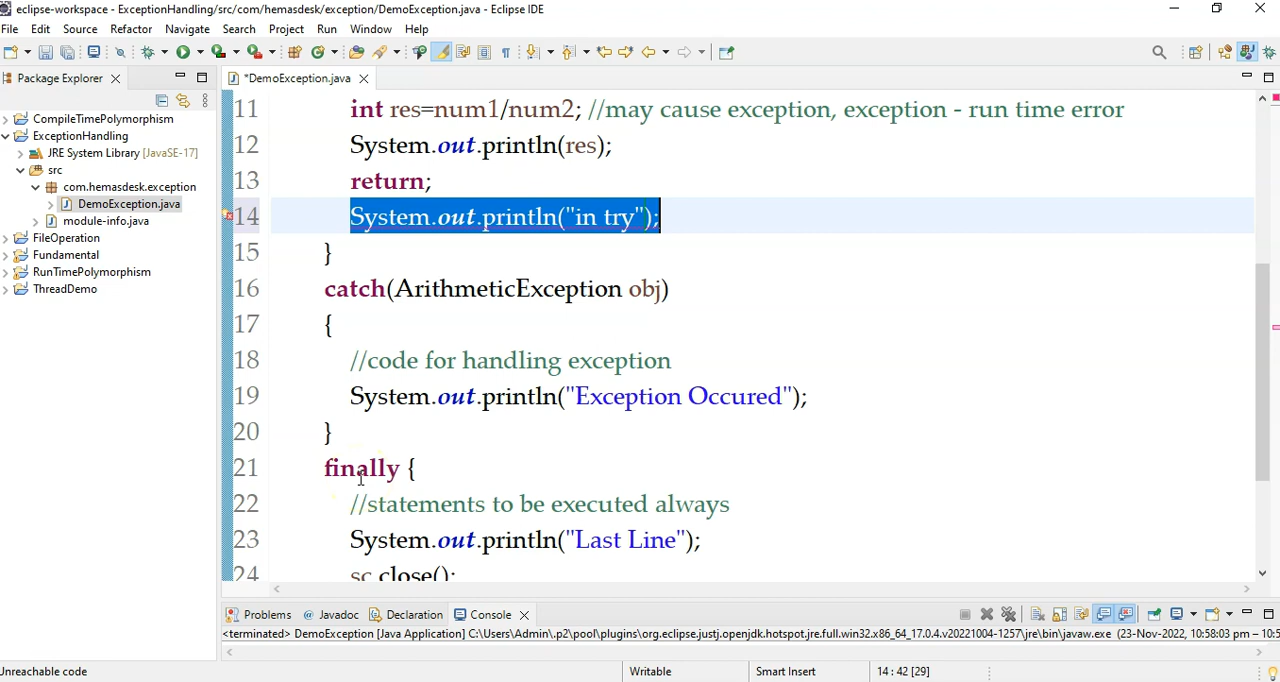 eclipse-workspace - ExceptionHandling/src/com/hemasdesk/exception/DemoException.java - Eclipse IDE
File Edit Source Refactor Navigate Search Project Run Window Help
Package Explorer
*DemoException.java
CompileTimePolymorphism
ExceptionHandling
JRE System Library [JavaSE-17]
src
com.hemasdesk.exception
DemoException.java
module-info.java
FileOperation
Fundamental
RunTimePolymorphism
ThreadDemo
11 int res=num1/num2; //may cause exception, exception - run time error
12 System.out.println(res);
13 return;
14 System.out.println("in try");
15 }
16 catch(ArithmeticException obj)
17 {
18 //code for handling exception
19 System.out.println("Exception Occured");
20 }
21 finally {
22 //statements to be executed always
23 System.out.println("Last Line");
24 sc.close();
Problems @ Javadoc Declaration Console
<terminated> DemoException [Java Application] C:\Users\Admin\.p2\pool\plugins\org.eclipse.justj.openjdk.hotspot.jre.full.win32.x86_64_17.0.4.v20221004-1257\jre\bin\javaw.exe (23-Nov-2022, 10:58:03 pm – 10:5
Unreachable code Writable Smart Insert 14 : 42 [29]